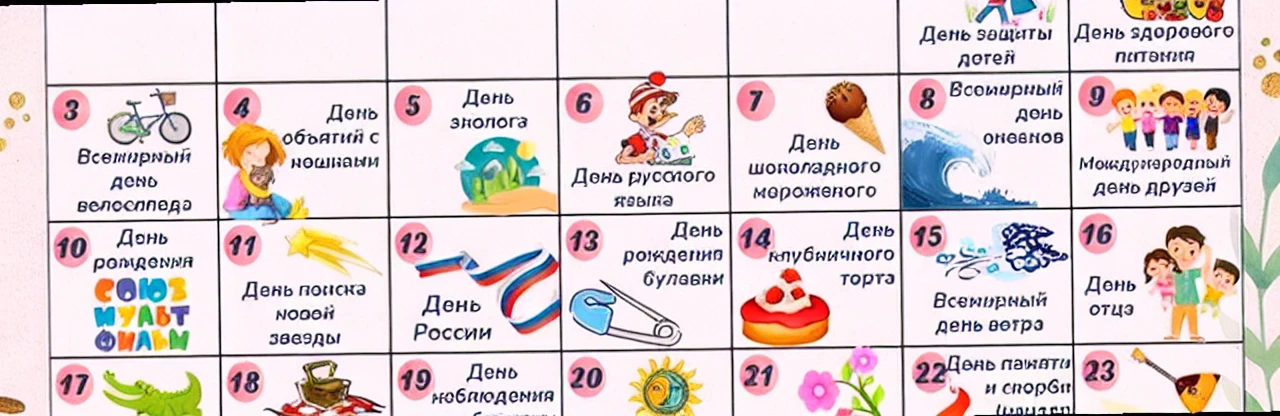 День защиты
детей
День здорового
питания
3
Всемирный
день
велосипеда
4
День
объятий с
кошками
5
День
эколога
6
День русского
языка
7
День
шоколадного
мороженого
8
Всемирный
день
океанов
9
Международный
день друзей
10
День
рождения
СОЮЗ
МУЛЬТ
ФИЛЬМ
11
День поиска
новой
звезды
12
День
России
13
День
рождения
булавки
14
День
клубничного
торта
15
Всемирный
день ветра
16
День
отца
17
18
19
День
наблюдения
20
21
22
День памяти
и скорби
23